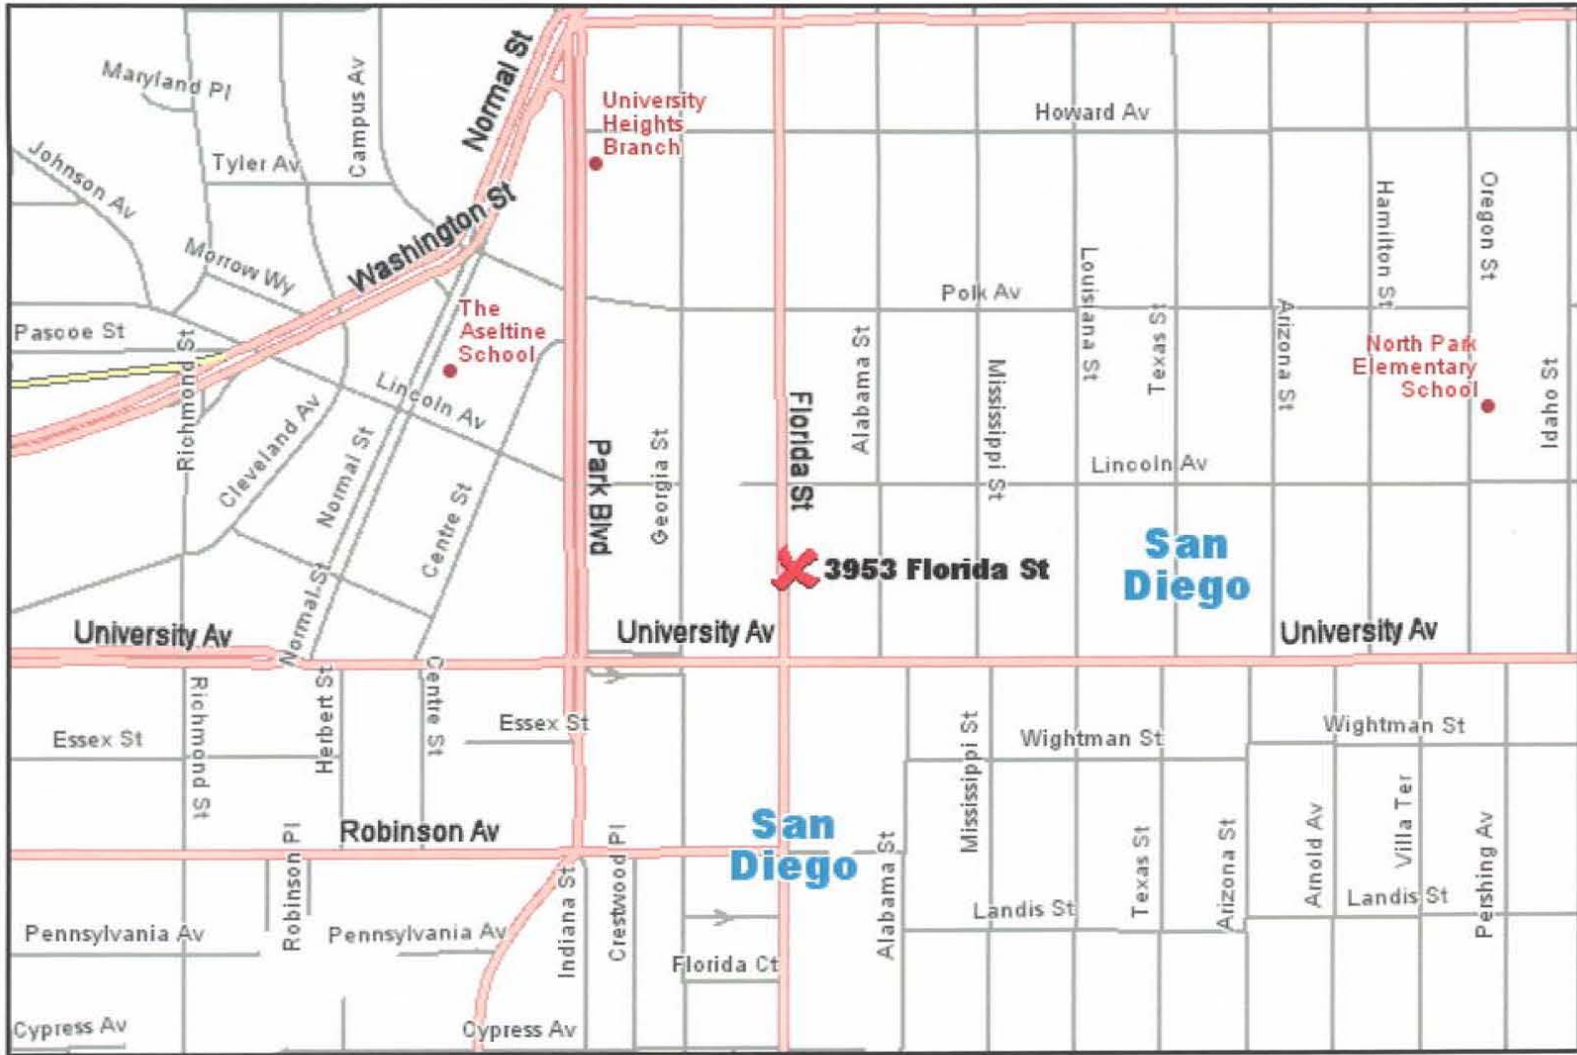 Maryland Pl
Campus Av
Normal St
University
Heights
Branch
Howard Av
Johnson Av
Tyler Av
Washington St
Hamilton St
Oregon St
Morrow Wy
Louisiana St
Polk Av
The
Aseltine
School
Pascoe St
Richmond St
Texas St
Arizona St
North Park
Elementary
School
Alabama St
Mississippi St
Idaho St
Lincoln Av
Cleveland Av
Normal St
Centre St
Park Blvd
Georgia St
Florida St
Lincoln Av
San
Diego
3953 Florida St
Normal St
University Av
University Av
University Av
Richmond St
Herbert St
Centre St
Essex St
Essex St
Mississippi St
Wightman St
Wightman St
Robinson Av
San
Diego
Robinson Pl
Indiana St
Crestwood Pl
Alabama St
Texas St
Arizona St
Arnold Av
Villa Ter
Pershing Av
Landis St
Landis St
Pennsylvania Av
Pennsylvania Av
Florida Ct
Cypress Av
Cypress Av